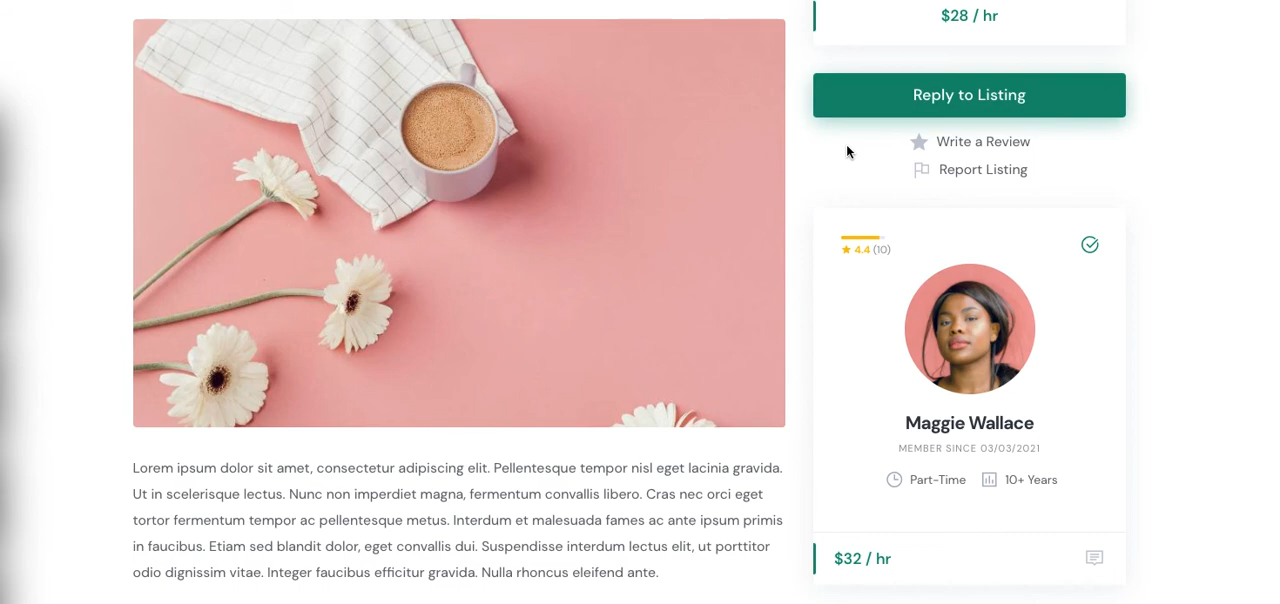 $28 / hr
Reply to Listing
Write a Review
Report Listing
4.4 (10)
Maggie Wallace
MEMBER SINCE 03/03/2021
Part-Time 10+ Years
$32 / hr
Lorem ipsum dolor sit amet, consectetur adipiscing elit. Pellentesque tempor nisl eget lacinia gravida.
Ut in scelerisque lectus. Nunc non imperdiet magna, fermentum convallis libero. Cras nec orci eget
tortor fermentum tempor ac pellentesque metus. Interdum et malesuada fames ac ante ipsum primis
in faucibus. Etiam sed blandit dolor, eget convallis dui. Suspendisse interdum lectus elit, ut porttitor
odio dignissim vitae. Integer faucibus efficitur gravida. Nulla rhoncus eleifend ante.